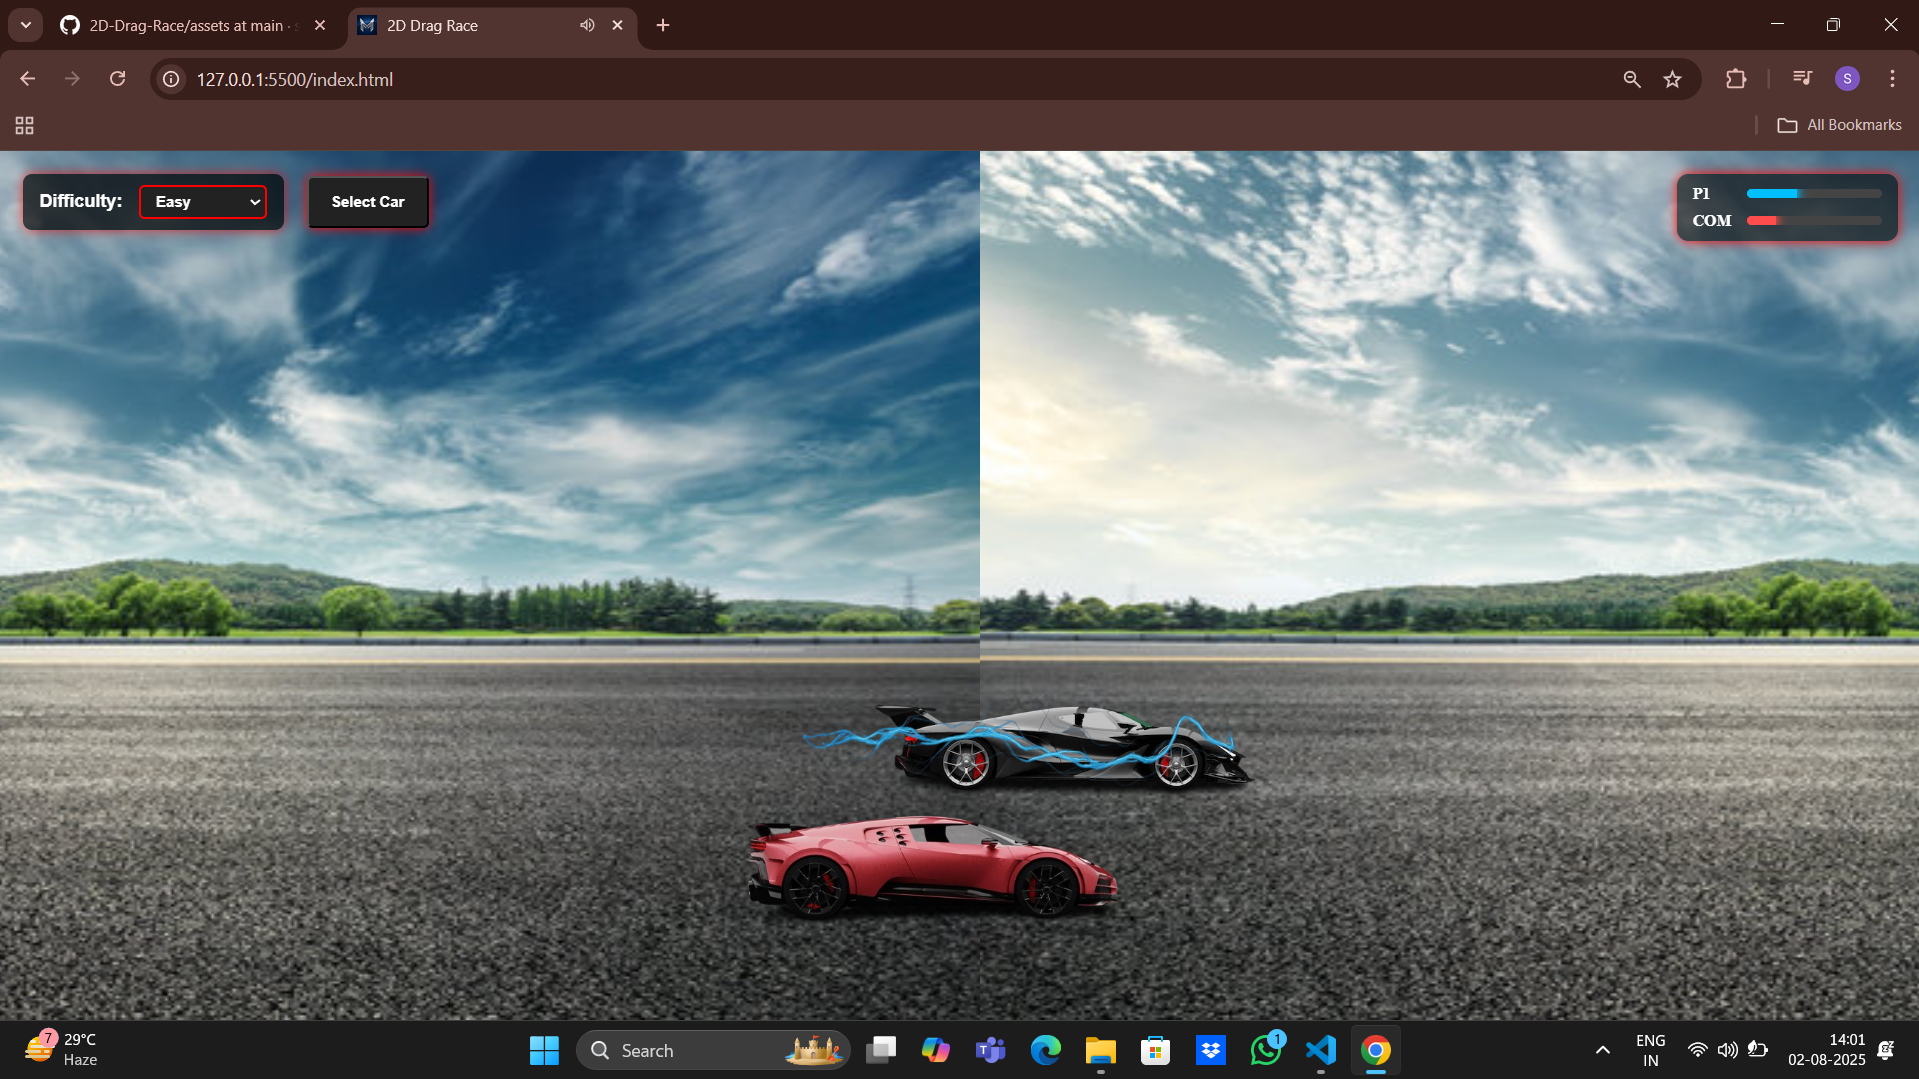 2D-Drag-Race/assets at main · s
2D Drag Race
127.0.0.1:5500/index.html
S
All Bookmarks
Difficulty: Easy
Select Car
P1
COM
7
29°C
Haze
Search
T
1
ENG
IN
14:01
02-08-2025